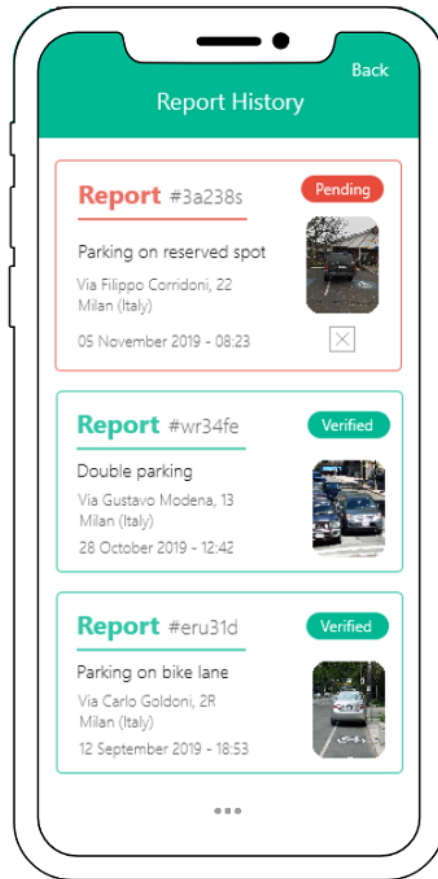 Back
Report History
Report #3a238s
Pending
Parking on reserved spot
Via Filippo Corridoni, 22
Milan (Italy)
05 November 2019 - 08:23
Report #wr34fe
Verified
Double parking
Via Gustavo Modena, 13
Milan (Italy)
28 October 2019 - 12:42
Report #eru31d
Verified
Parking on bike lane
Via Carlo Goldoni, 2R
Milan (Italy)
12 September 2019 - 18:53